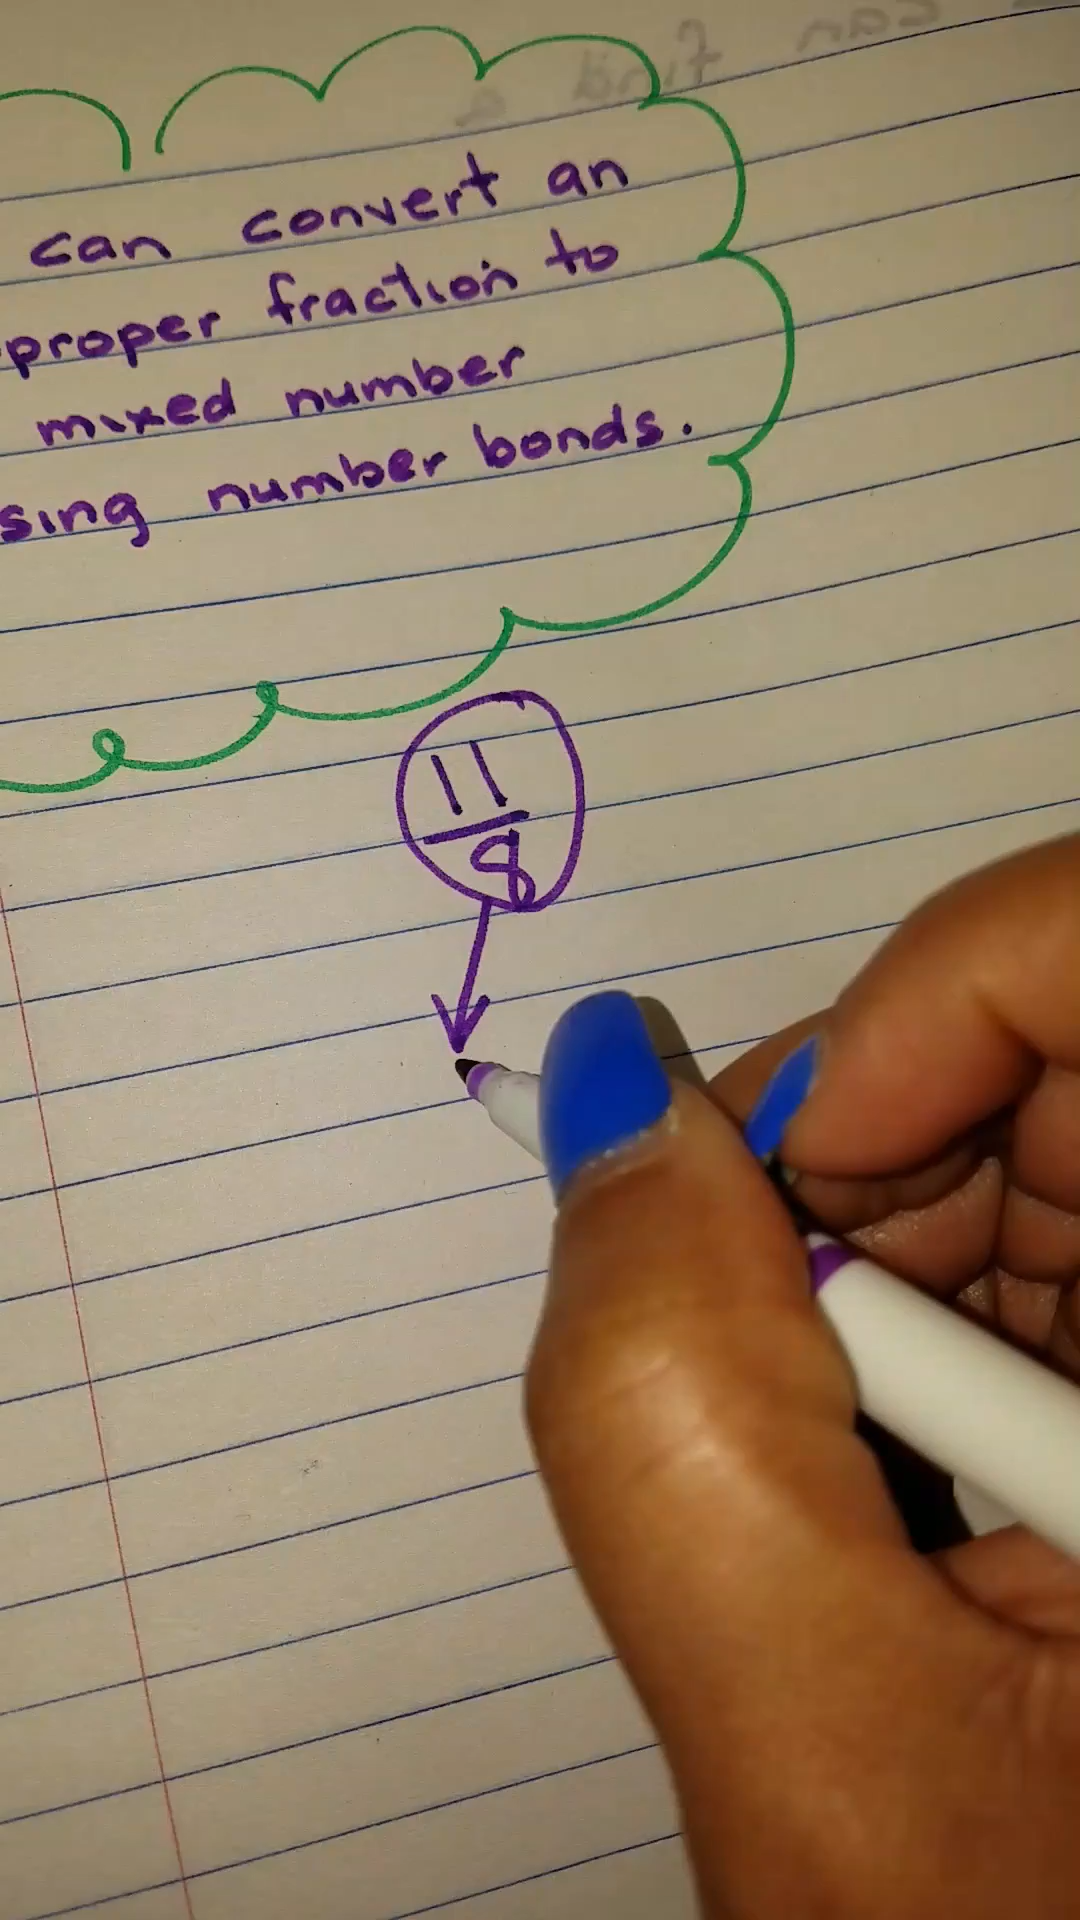 can convert an
proper fraction to
mixed number
sing number bonds.
11
8